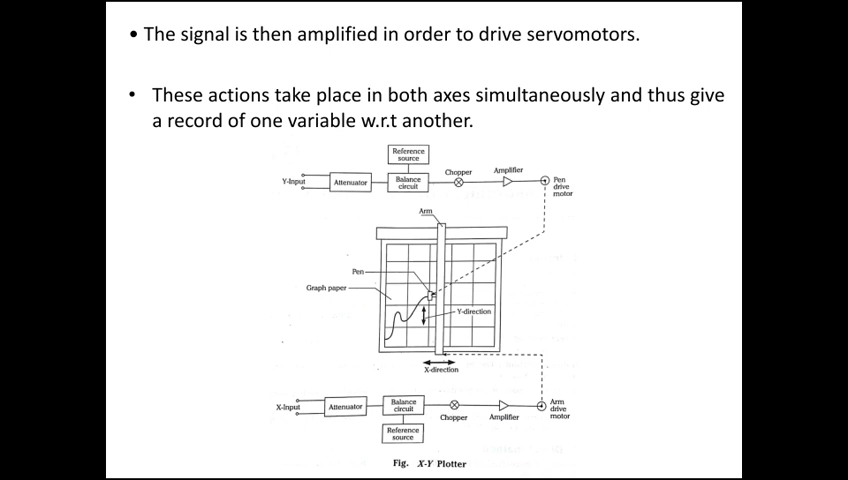 • The signal is then amplified in order to drive servomotors.
• These actions take place in both axes simultaneously and thus give
a record of one variable w.r.t another.
Reference
source
Y-Input
Attenuator
Balance
circuit
Chopper
Amplifier
Pen
drive
motor
Arm
Pen
Graph paper
Y-direction
X-direction
X-Input
Attenuator
Balance
circuit
Chopper
Amplifier
Arm
drive
motor
Reference
source
Fig. X-Y Plotter